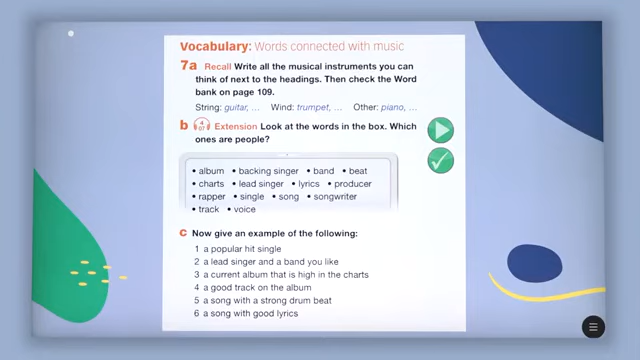 Vocabulary: Words connected with music
7a Recall Write all the musical instruments you can
think of next to the headings. Then check the Word
bank on page 109.
String: guitar, ... Wind: trumpet, ... Other: piano, ...
b 4.07 Extension Look at the words in the box. Which
ones are people?
• album • backing singer • band • beat
• charts • lead singer • lyrics • producer
• rapper • single • song • songwriter
• track • voice
c Now give an example of the following:
1 a popular hit single
2 a lead singer and a band you like
3 a current album that is high in the charts
4 a good track on the album
5 a song with a strong drum beat
6 a song with good lyrics